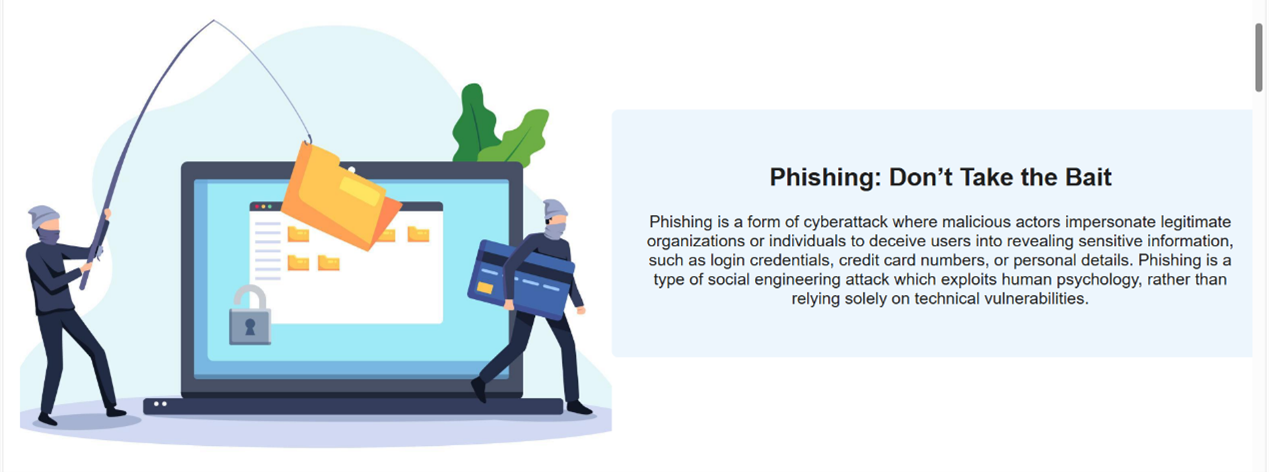 Phishing: Don’t Take the Bait
Phishing is a form of cyberattack where malicious actors impersonate legitimate
organizations or individuals to deceive users into revealing sensitive information,
such as login credentials, credit card numbers, or personal details. Phishing is a
type of social engineering attack which exploits human psychology, rather than
relying solely on technical vulnerabilities.